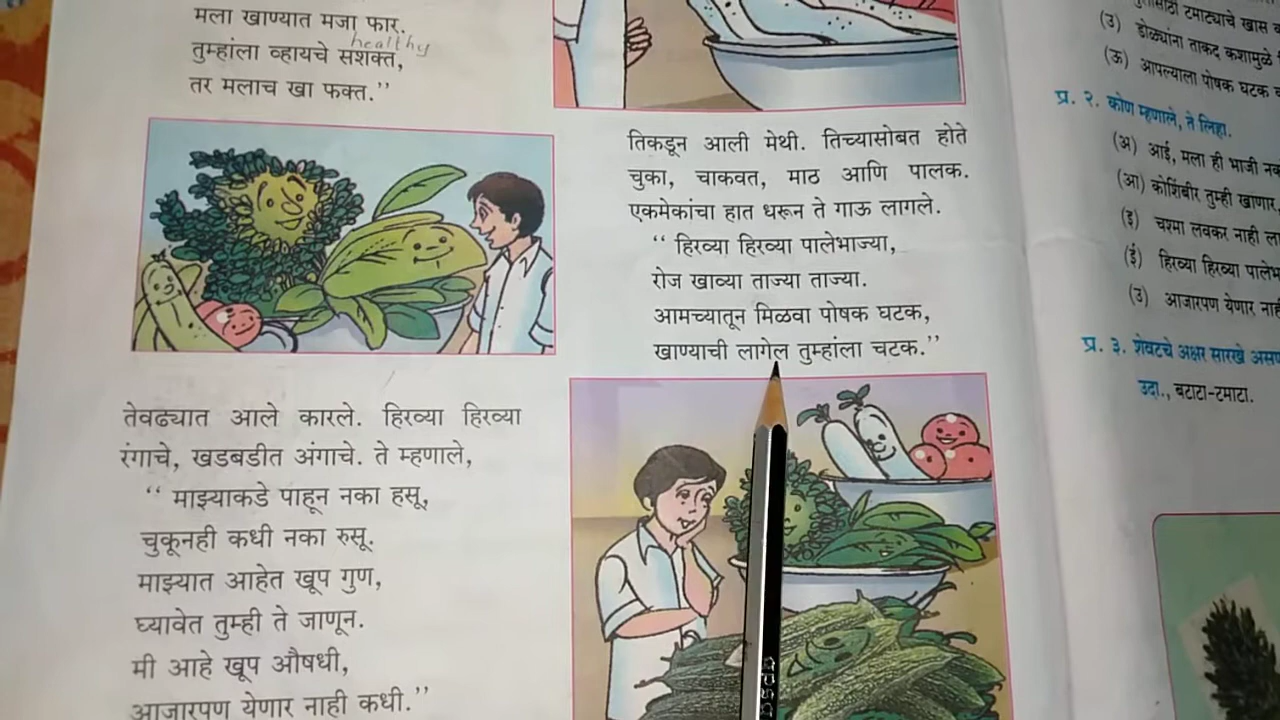 मला खाण्यात मजा फार.
healthy
तुम्हांला व्हायचे सशक्त,
तर मलाच खा फक्त.”
तिकडून आली मेथी. तिच्यासोबत होते
चुका, चाकवत, माठ आणि पालक.
एकमेकांचा हात धरून ते गाऊ लागले.
“ हिरव्या हिरव्या पालेभाज्या,
रोज खाव्या ताज्या ताज्या.
आमच्यातून मिळवा पोषक घटक,
खाण्याची लागेल तुम्हांला चटक.”
तेवढ्यात आले कारले. हिरव्या हिरव्या
रंगाचे, खडबडीत अंगाचे. ते म्हणाले,
“ माझ्याकडे पाहून नका हसू,
चुकूनही कधी नका रुसू.
माझ्यात आहेत खूप गुण,
घ्यावेत तुम्ही ते जाणून.
मी आहे खूप औषधी,
आजारपण येणार नाही कधी.”
टमाट्याचे खास
(उ) डोळ्यांना ताकद कशामुळे
(ऊ) आपल्याला पोषक घटक
प्र. २. कोण म्हणाले, ते लिहा.
(अ) आई, मला ही भाजी
(आ) कोशिंबीर तुम्ही खाणार,
(इ) चश्मा लवकर नाही
(ई) हिरव्या हिरव्या
(उ) आजारपण येणार
प्र. ३. शेवटचे अक्षर सारखे
उदा., बटाटा-टमाटा.